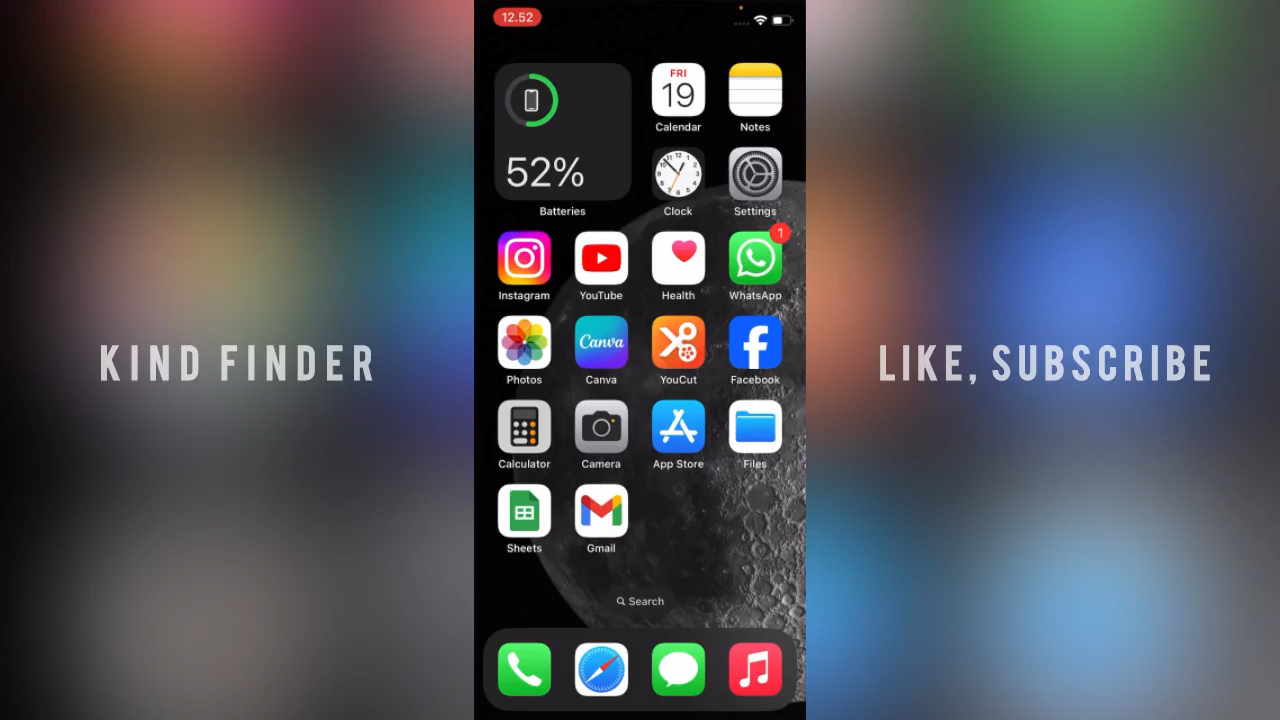 12.52
FRI
19
Calendar
Notes
52%
Batteries
Clock
Settings
1
Instagram
YouTube
Health
WhatsApp
Canva
Photos
Canva
YouCut
Facebook
KIND FINDER
LIKE, SUBSCRIBE
Calculator
Camera
App Store
Files
Sheets
Gmail
Search